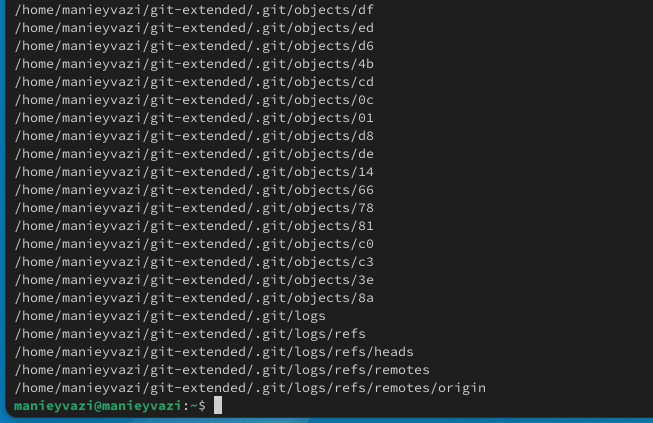 /home/manieyvazi/git-extended/.git/objects/df
/home/manieyvazi/git-extended/.git/objects/ed
/home/manieyvazi/git-extended/.git/objects/d6
/home/manieyvazi/git-extended/.git/objects/4b
/home/manieyvazi/git-extended/.git/objects/cd
/home/manieyvazi/git-extended/.git/objects/0c
/home/manieyvazi/git-extended/.git/objects/01
/home/manieyvazi/git-extended/.git/objects/d8
/home/manieyvazi/git-extended/.git/objects/de
/home/manieyvazi/git-extended/.git/objects/14
/home/manieyvazi/git-extended/.git/objects/66
/home/manieyvazi/git-extended/.git/objects/78
/home/manieyvazi/git-extended/.git/objects/81
/home/manieyvazi/git-extended/.git/objects/c0
/home/manieyvazi/git-extended/.git/objects/c3
/home/manieyvazi/git-extended/.git/objects/3e
/home/manieyvazi/git-extended/.git/objects/8a
/home/manieyvazi/git-extended/.git/logs
/home/manieyvazi/git-extended/.git/logs/refs
/home/manieyvazi/git-extended/.git/logs/refs/heads
/home/manieyvazi/git-extended/.git/logs/refs/remotes
/home/manieyvazi/git-extended/.git/logs/refs/remotes/origin
manieyvazi@manieyvazi:~$